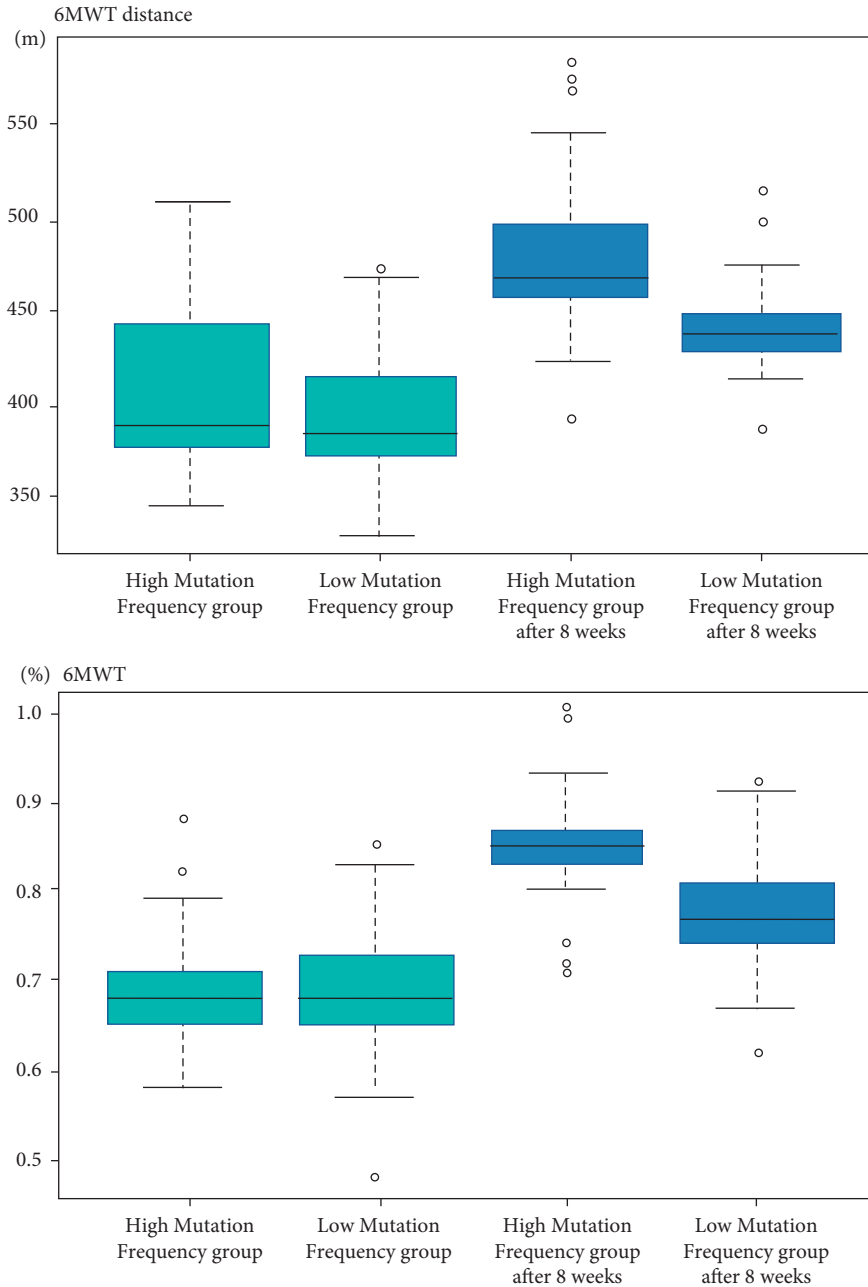 6MWT distance
(m)
550
500
450
400
350
High Mutation
Frequency group
Low Mutation
Frequency group
High Mutation
Frequency group
after 8 weeks
Low Mutation
Frequency group
after 8 weeks
(%) 6MWT
1.0
0.9
0.8
0.7
0.6
0.5
High Mutation
Frequency group
Low Mutation
Frequency group
High Mutation
Frequency group
after 8 weeks
Low Mutation
Frequency group
after 8 weeks